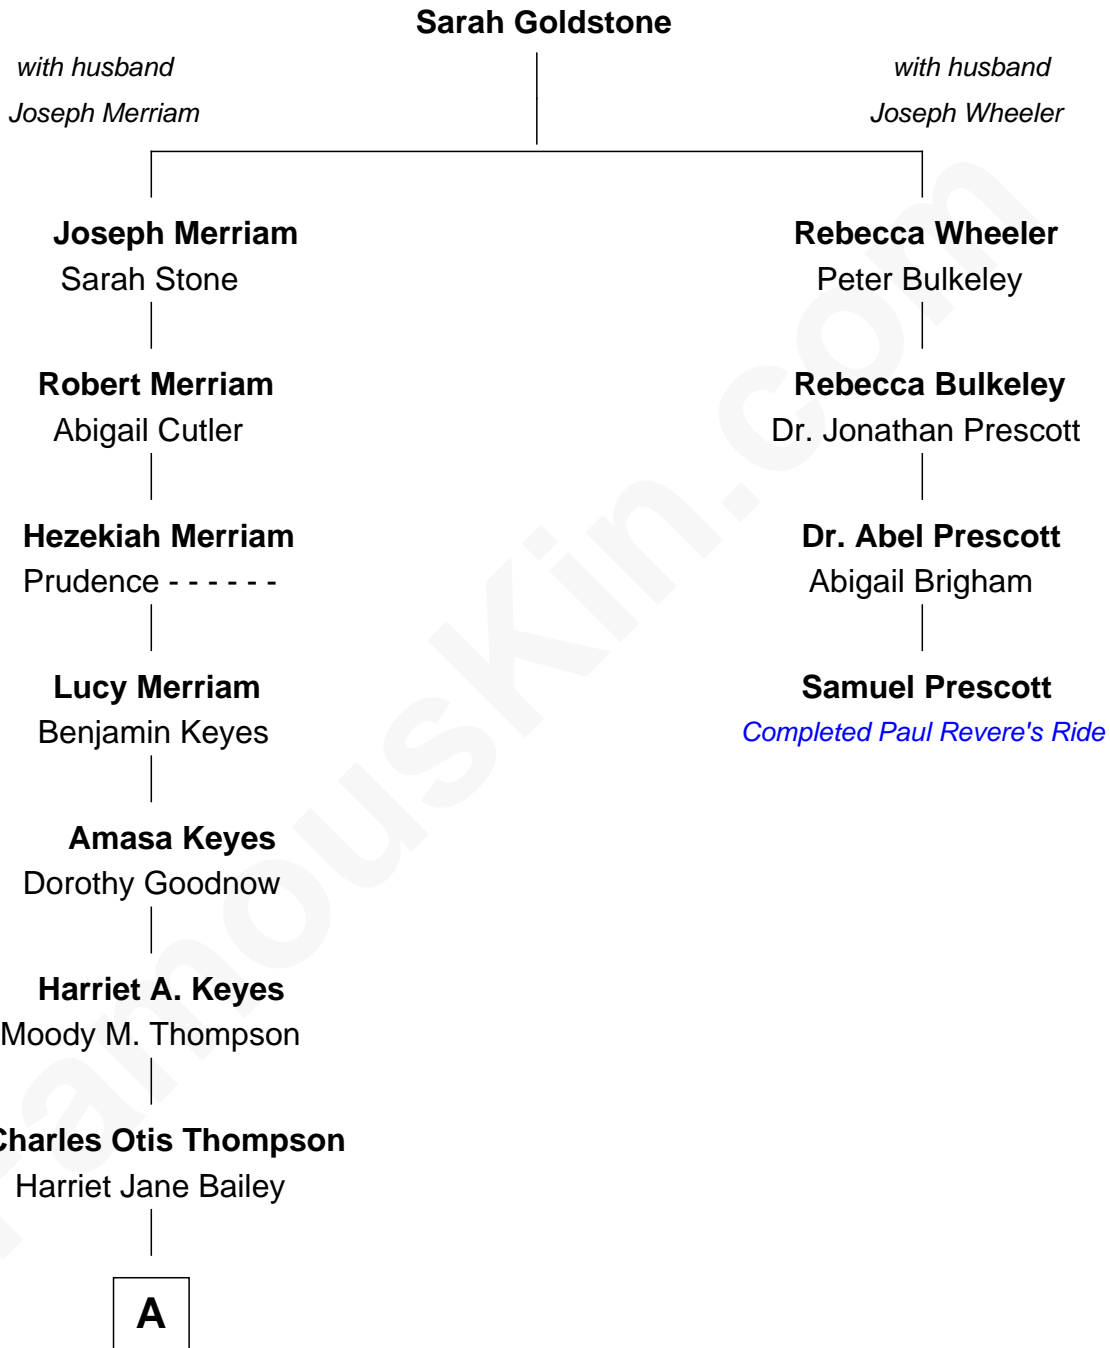 Sarah Goldstone
with husband
Joseph Merriam
with husband
Joseph Wheeler
Joseph Merriam
Sarah Stone
Rebecca Wheeler
Peter Bulkeley
Robert Merriam
Abigail Cutler
Rebecca Bulkeley
Dr. Jonathan Prescott
Hezekiah Merriam
Prudence - - - - - -
Dr. Abel Prescott
Abigail Brigham
Lucy Merriam
Benjamin Keyes
Samuel Prescott
Completed Paul Revere's Ride
Amasa Keyes
Dorothy Goodnow
Harriet A. Keyes
Moody M. Thompson
Charles Otis Thompson
Harriet Jane Bailey
A
FamousKin.com